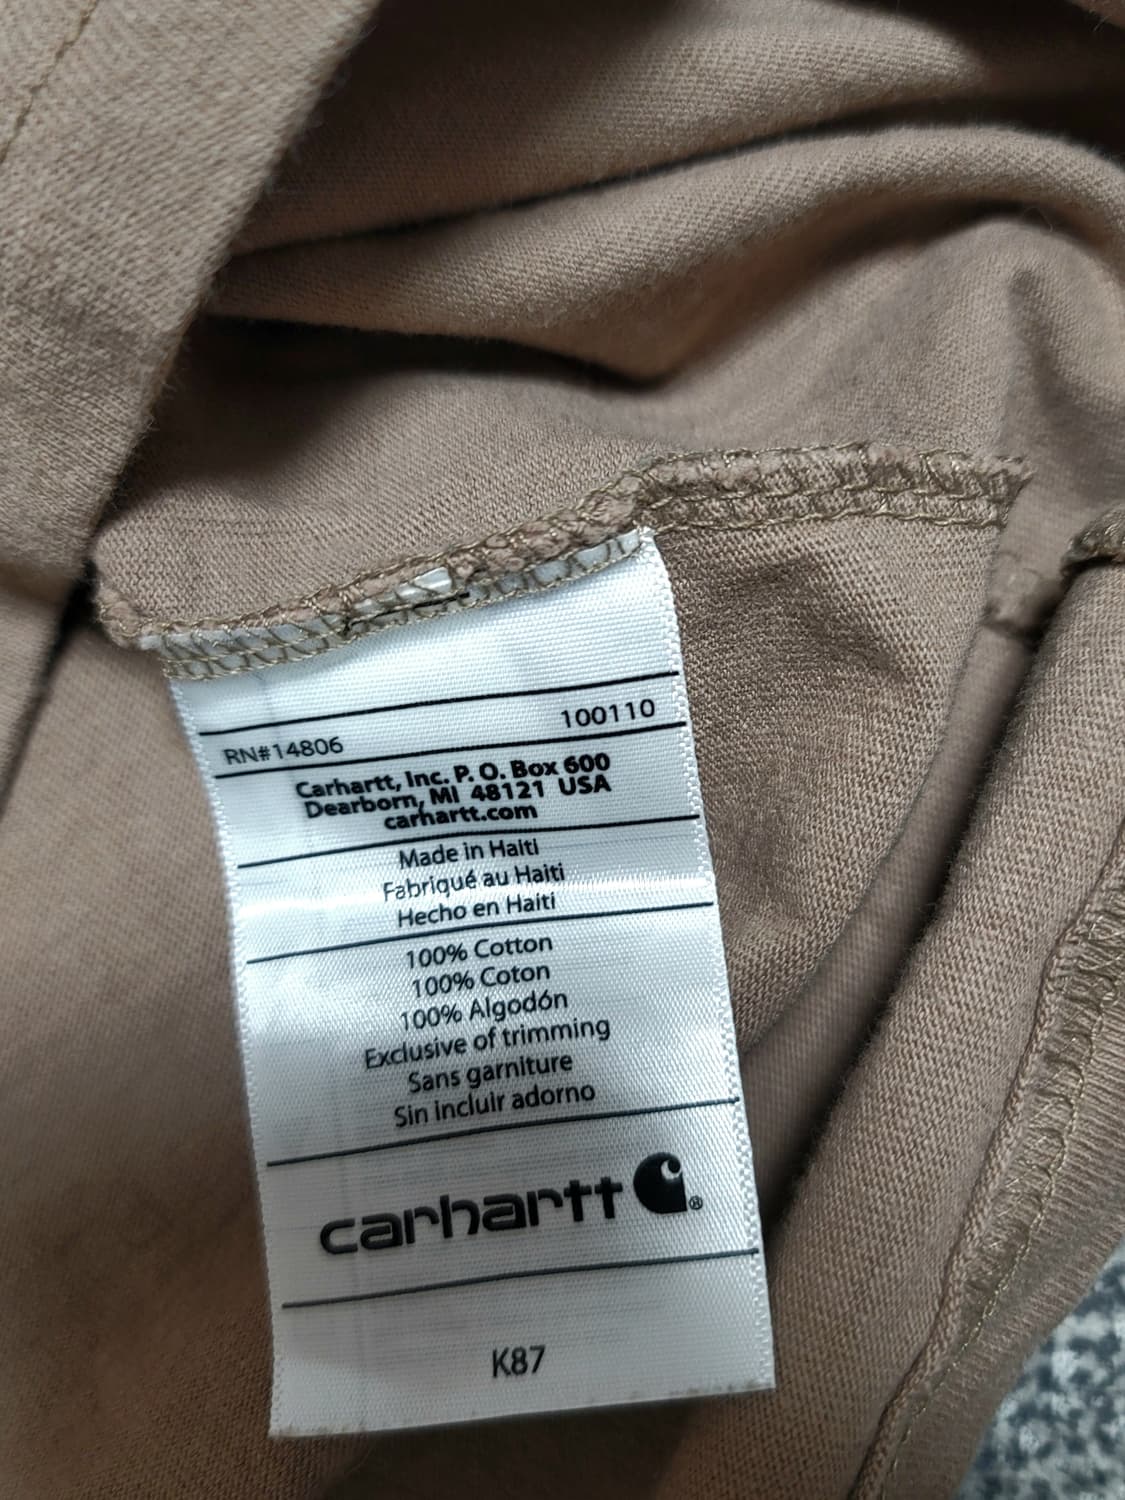 RN#14806 100110
Carhartt, Inc. P. O. Box 600
Dearborn, MI 48121 USA
carhartt.com
Made in Haiti
Fabriqué au Haiti
Hecho en Haiti
100% Cotton
100% Coton
100% Algodón
Exclusive of trimming
Sans garniture
Sin incluir adorno
carhartt ®
K87